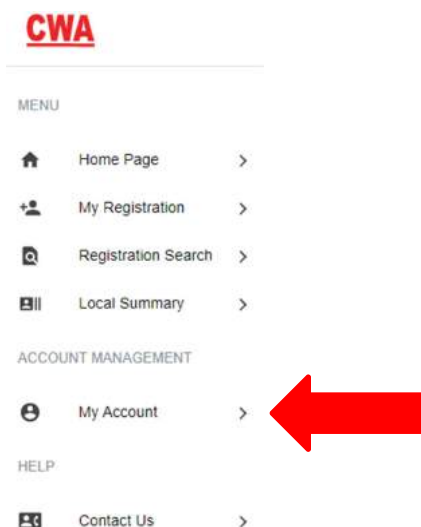 CWA
MENU
Home Page
My Registration
Registration Search
Local Summary
ACCOUNT MANAGEMENT
My Account
HELP
Contact Us